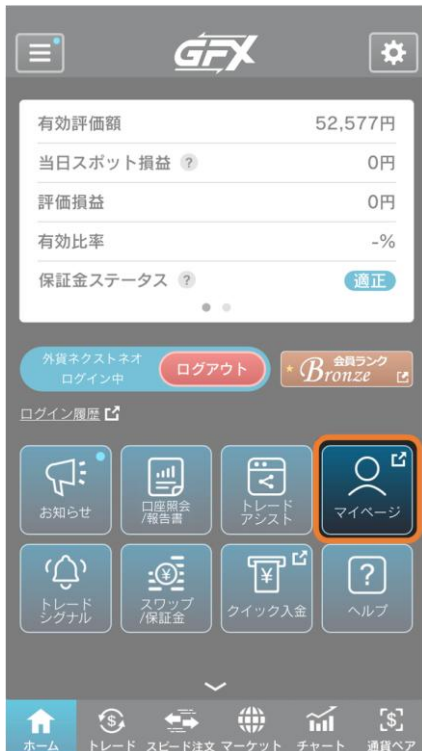 GFX
有効評価額 52,577円
当日スポット損益 ? 0円
評価損益 0円
有効比率 -%
保証金ステータス ? 適正
外貨ネクストネオ
ログイン中
ログアウト
会員ランク
Bronze
ログイン履歴
お知らせ
口座照会
/報告書
トレード
アシスト
マイページ
トレード
シグナル
スワップ
/保証金
クイック入金
ヘルプ
ホーム トレード スピード注文 マーケット チャート 通貨ペア